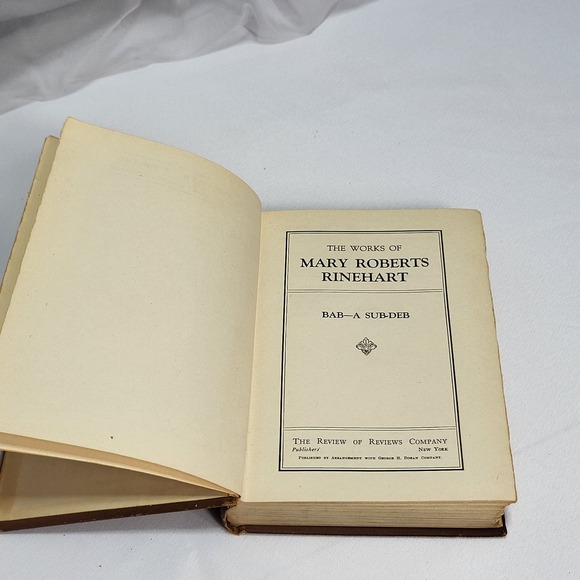 THE WORKS OF
MARY ROBERTS
RINEHART
BAB—A SUB-DEB
THE REVIEW OF REVIEWS COMPANY
Publishers NEW YORK
PUBLISHED BY ARRANGEMENT WITH GEORGE H. DORAN COMPANY.